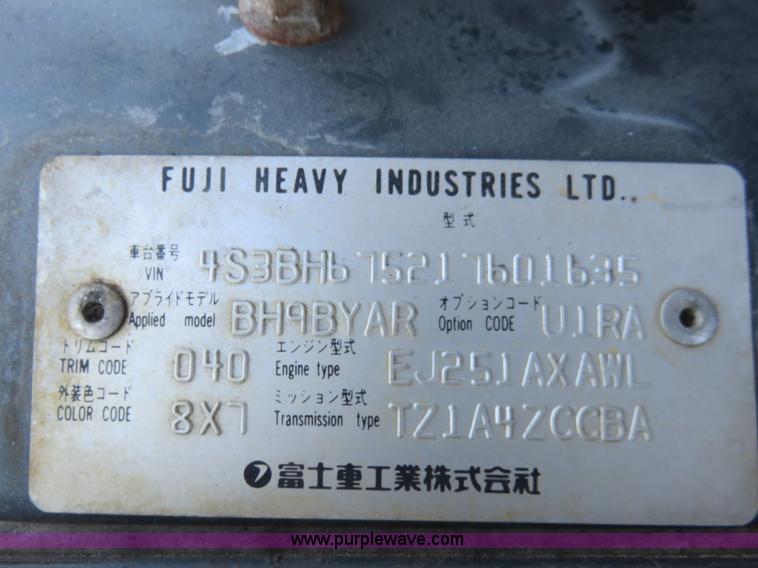 FUJI HEAVY INDUSTRIES LTD..
型式
車台番号
VIN 4S3BH675217601635
アプライドモデル
Applied model BH9BYAR
オプションコード
Option CODE U1RA
トリムコード
TRIM CODE 040
エンジン型式
Engine type EJ251AXAWL
外装色コード
COLOR CODE 8X7
ミッション型式
Transmission type TZ1A4ZCCBA
富士重工業株式会社
www.purplewave.com